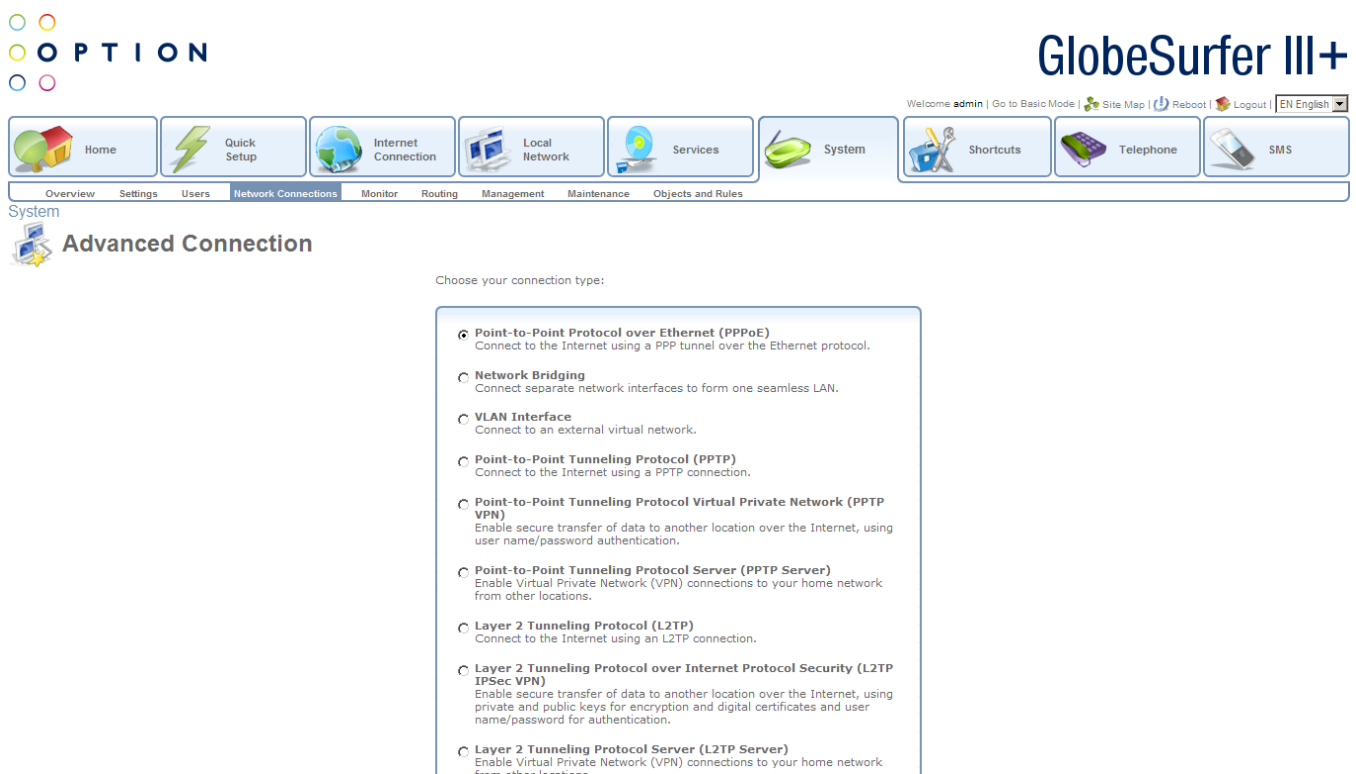 OPTION
GlobeSurfer III+
Welcome admin | Go to Basic Mode | Site Map | Reboot | Logout | EN English
Home
Quick Setup
Internet Connection
Local Network
Services
System
Shortcuts
Telephone
SMS
Overview Settings Users Network Connections Monitor Routing Management Maintenance Objects and Rules
System
Advanced Connection
Choose your connection type:
Point-to-Point Protocol over Ethernet (PPPoE)
Connect to the Internet using a PPP tunnel over the Ethernet protocol.
Network Bridging
Connect separate network interfaces to form one seamless LAN.
VLAN Interface
Connect to an external virtual network.
Point-to-Point Tunneling Protocol (PPTP)
Connect to the Internet using a PPTP connection.
Point-to-Point Tunneling Protocol Virtual Private Network (PPTP
VPN)
Enable secure transfer of data to another location over the Internet, using
user name/password authentication.
Point-to-Point Tunneling Protocol Server (PPTP Server)
Enable Virtual Private Network (VPN) connections to your home network
from other locations.
Layer 2 Tunneling Protocol (L2TP)
Connect to the Internet using an L2TP connection.
Layer 2 Tunneling Protocol over Internet Protocol Security (L2TP
IPSec VPN)
Enable secure transfer of data to another location over the Internet, using
private and public keys for encryption and digital certificates and user
name/password for authentication.
Layer 2 Tunneling Protocol Server (L2TP Server)
Enable Virtual Private Network (VPN) connections to your home network
from other locations.